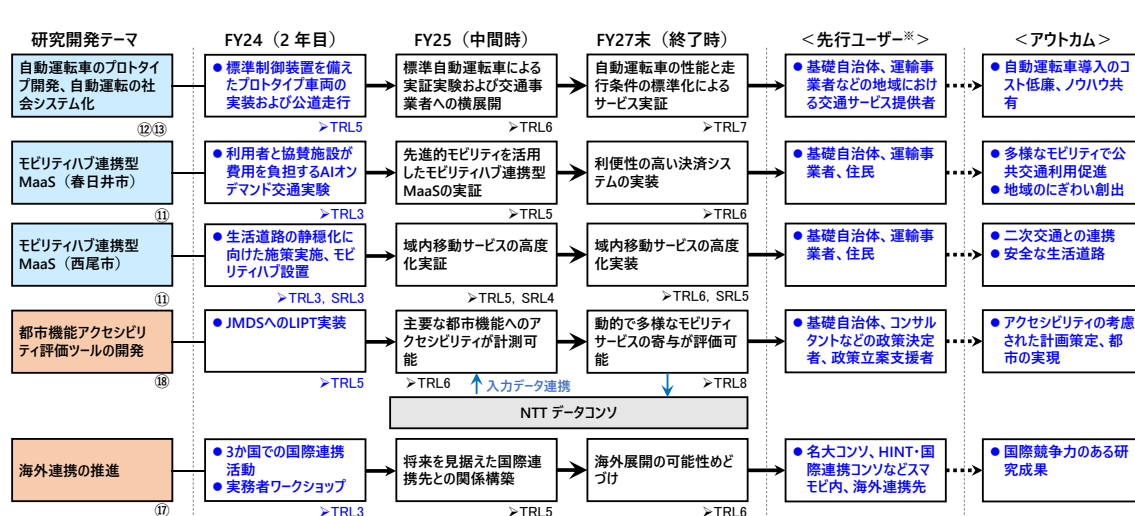 研究開発テーマ
FY24（2 年目）
FY25（中間時）
FY27末（終了時）
＜先行ユーザー※＞
＜アウトカム＞
自動運転車のプロトタイ
プ開発、自動運転の社
会システム化
⑫⑬
● 標準制御装置を備え
たプロトタイプ車両の
実装および公道走行
➢TRL5
標準自動運転車による
実証実験および交通事
業者への横展開
➢TRL6
自動運転車の性能と走
行条件の標準化による
サービス実証
➢TRL7
● 基礎自治体、運輸事
業者などの地域におけ
る交通サービス提供者
● 自動運転車導入のコ
スト低廉、ノウハウ共
有
モビリティハブ連携型
MaaS（春日井市）
⑪
● 利用者と協賛施設が
費用を負担するAIオン
デマンド交通実験
➢TRL3
先進的モビリティを活用
したモビリティハブ連携型
MaaSの実証
➢TRL5
利便性の高い決済シス
テムの実装
➢TRL6
● 基礎自治体、運輸事
業者、住民
● 多様なモビリティで公
共交通利用促進
● 地域のにぎわい創出
モビリティハブ連携型
MaaS（西尾市）
⑪
● 生活道路の静穏化に
向けた施策実施、モビ
リティハブ設置
➢TRL3, SRL3
域内移動サービスの高度
化実証
➢TRL5, SRL4
域内移動サービスの高度
化実装
➢TRL6, SRL5
● 基礎自治体、運輸事
業者、住民
● 二次交通との連携
● 安全な生活道路
都市機能アクセシビリ
ティ評価ツールの開発
⑱
● JMDSへのLIPT実装
➢TRL5
主要な都市機能へのア
クセシビリティが計測可
能
➢TRL6
動的で多様なモビリティ
サービスの寄与が評価可
能
➢TRL8
● 基礎自治体、コンサル
タントなどの政策決定
者、政策立案支援者
● アクセシビリティの考慮
された計画策定、都
市の実現
入力データ連携
NTT データコンソ
海外連携の推進
⑰
● 3か国での国際連携
活動
● 実務者ワークショップ
➢TRL3
将来を見据えた国際連
携先との関係構築
➢TRL5
海外展開の可能性めど
づけ
➢TRL6
● 名大コンソ、HINT・国
際連携コンソなどスマ
モビ内、海外連携先
● 国際競争力のある研
究成果